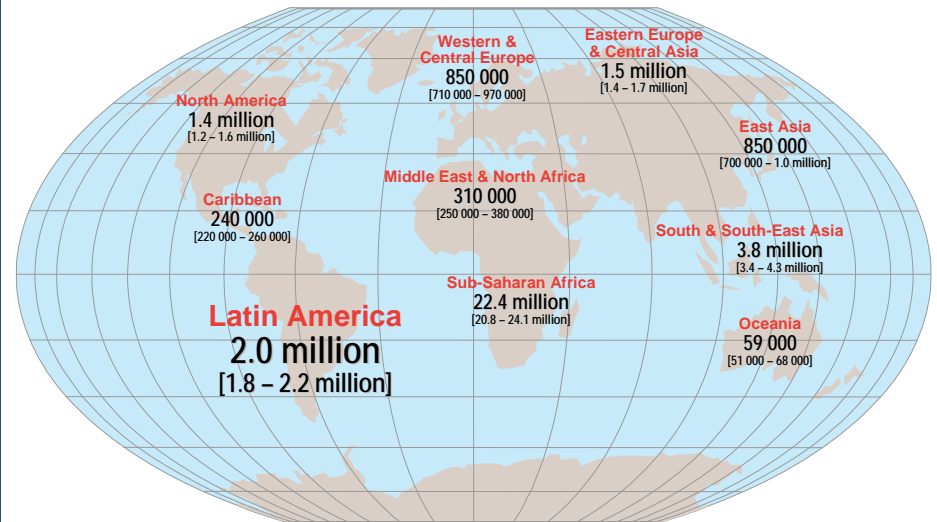 Western &
Central Europe
850 000
[710 000 – 970 000]
Eastern Europe
& Central Asia
1.5 million
[1.4 – 1.7 million]
North America
1.4 million
[1.2 – 1.6 million]
East Asia
850 000
[700 000 – 1.0 million]
Middle East & North Africa
310 000
[250 000 – 380 000]
Caribbean
240 000
[220 000 – 260 000]
South & South-East Asia
3.8 million
[3.4 – 4.3 million]
Sub-Saharan Africa
22.4 million
[20.8 – 24.1 million]
Latin America
2.0 million
[1.8 – 2.2 million]
Oceania
59 000
[51 000 – 68 000]